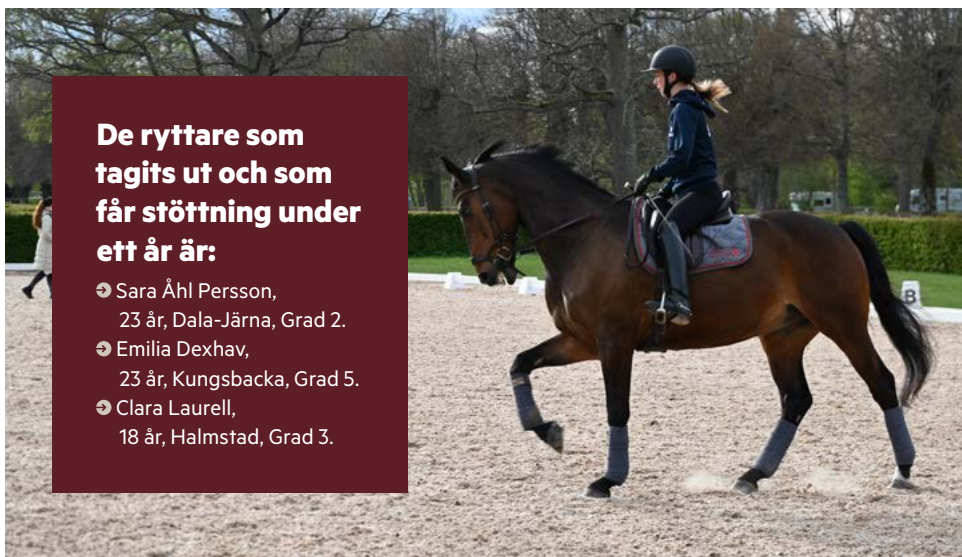 De ryttare som
tagits ut och som
får stöttning under
ett år är:
Sara Åhl Persson,
23 år, Dala-Järna, Grad 2.
Emilia Dexhav,
23 år, Kungsbacka, Grad 5.
Clara Laurell,
18 år, Halmstad, Grad 3.
B